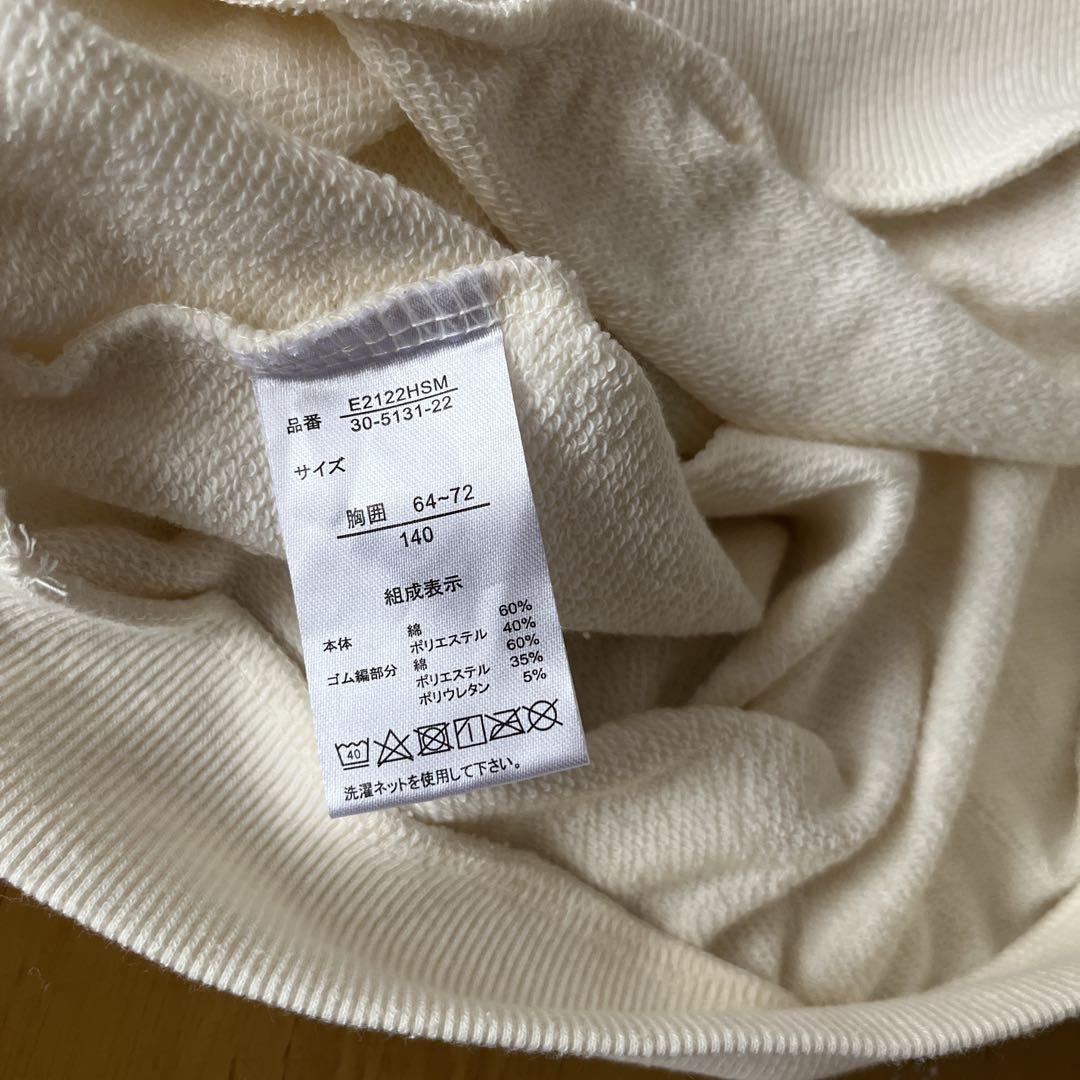 品番 E2122HSM
30-5131-22
サイズ
胸囲 64~72
140
組成表示
本体 綿 60%
ポリエステル 40%
ゴム編部分 綿 60%
ポリエステル 35%
ポリウレタン 5%
40
洗濯ネットを使用して下さい。